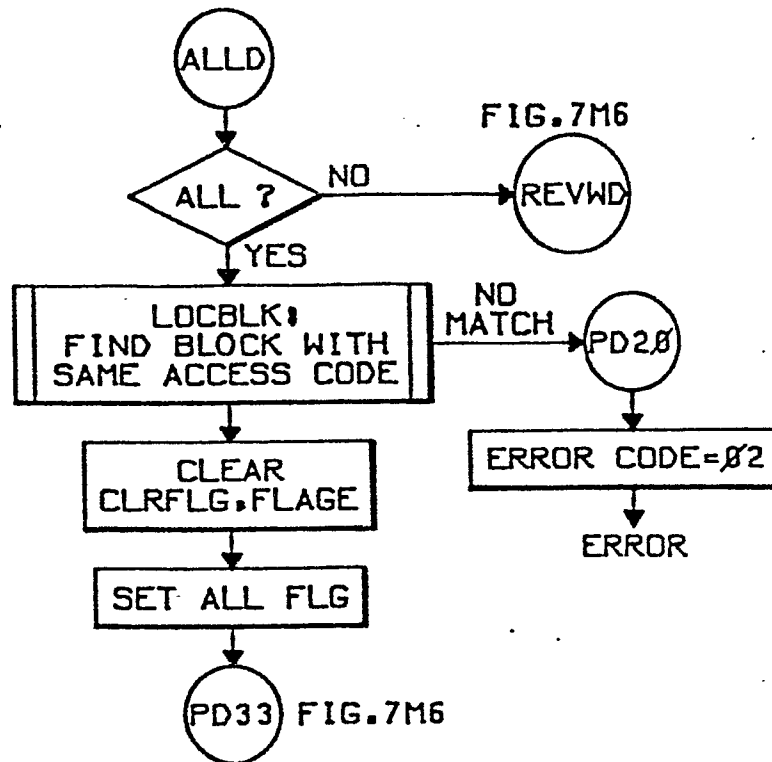 ALLD
FIG.7M6
ALL ?
NO
REVWD
YES
LOCBLK:
FIND BLOCK WITH
SAME ACCESS CODE
NO
MATCH
PD20
CLEAR
CLRFLG,FLAGE
ERROR CODE=02
ERROR
SET ALL FLG
PD33
FIG.7M6